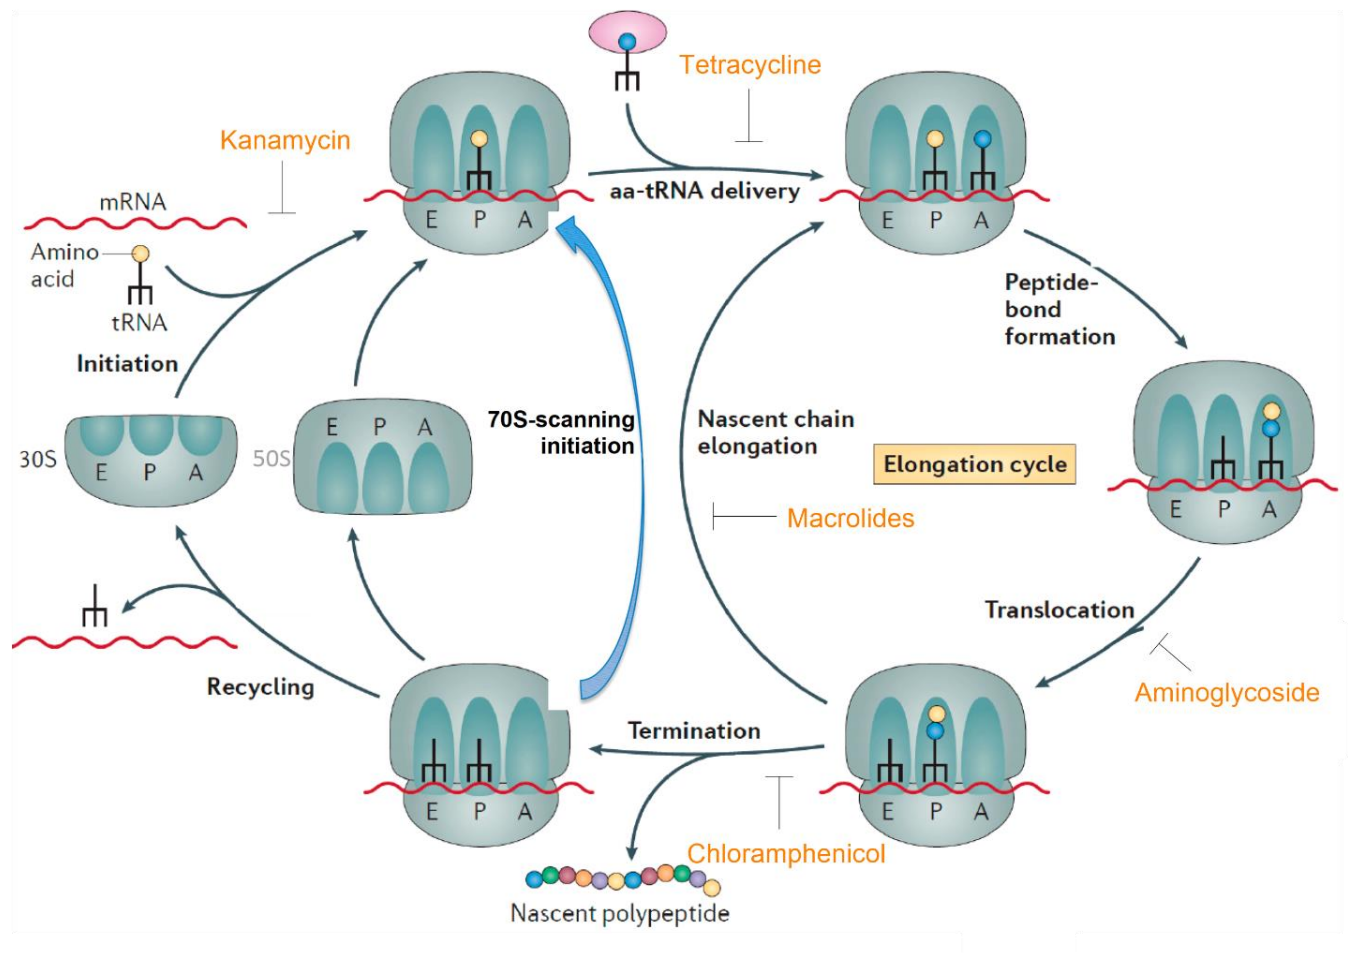 Tetracycline
Kanamycin
aa-tRNA delivery
mRNA
E P A
E P A
Amino
acid
tRNA
Peptide-
bond
formation
Initiation
70S-scanning
initiation
Nascent chain
elongation
Elongation cycle
30S
E P A
50S
E P A
E P A
Macrolides
Translocation
Aminoglycoside
Recycling
Termination
E P A
E P A
Chloramphenicol
Nascent polypeptide